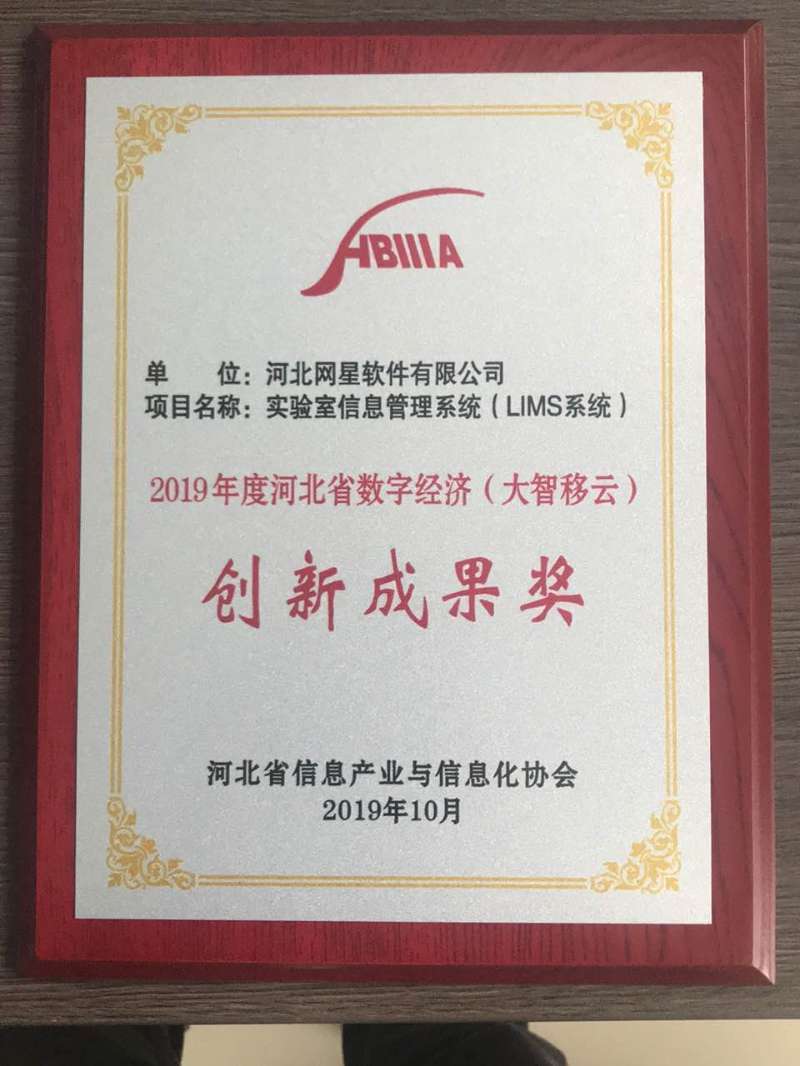 HBIIIA
单 位：河北网星软件有限公司
项目名称：实验室信息管理系统（LIMS系统）
2019年度河北省数字经济（大智移云）
创新成果奖
河北省信息产业与信息化协会
2019年10月